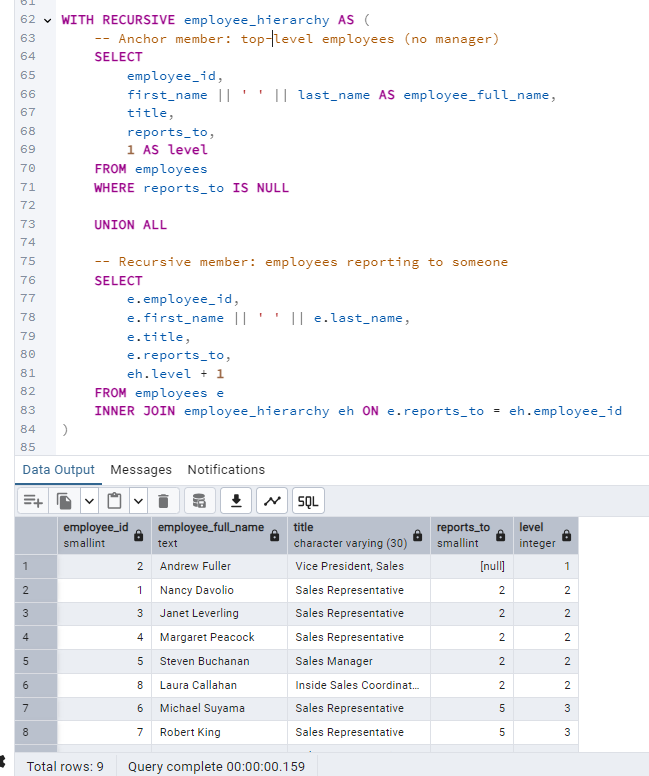 61
62 WITH RECURSIVE employee_hierarchy AS (
63 -- Anchor member: top-level employees (no manager)
64 SELECT
65 employee_id,
66 first_name || ' ' || last_name AS employee_full_name,
67 title,
68 reports_to,
69 1 AS level
70 FROM employees
71 WHERE reports_to IS NULL
72
73 UNION ALL
74
75 -- Recursive member: employees reporting to someone
76 SELECT
77 e.employee_id,
78 e.first_name || ' ' || e.last_name,
79 e.title,
80 e.reports_to,
81 eh.level + 1
82 FROM employees e
83 INNER JOIN employee_hierarchy eh ON e.reports_to = eh.employee_id
84 )
85
Data Output Messages Notifications
SQL
employee_id employee_full_name title reports_to level
smallint text character varying (30) smallint integer
1 2 Andrew Fuller Vice President, Sales [null] 1
2 1 Nancy Davolio Sales Representative 2 2
3 3 Janet Leverling Sales Representative 2 2
4 4 Margaret Peacock Sales Representative 2 2
5 5 Steven Buchanan Sales Manager 2 2
6 8 Laura Callahan Inside Sales Coordinat... 2 2
7 6 Michael Suyama Sales Representative 5 3
8 7 Robert King Sales Representative 5 3
Total rows: 9 Query complete 00:00:00.159